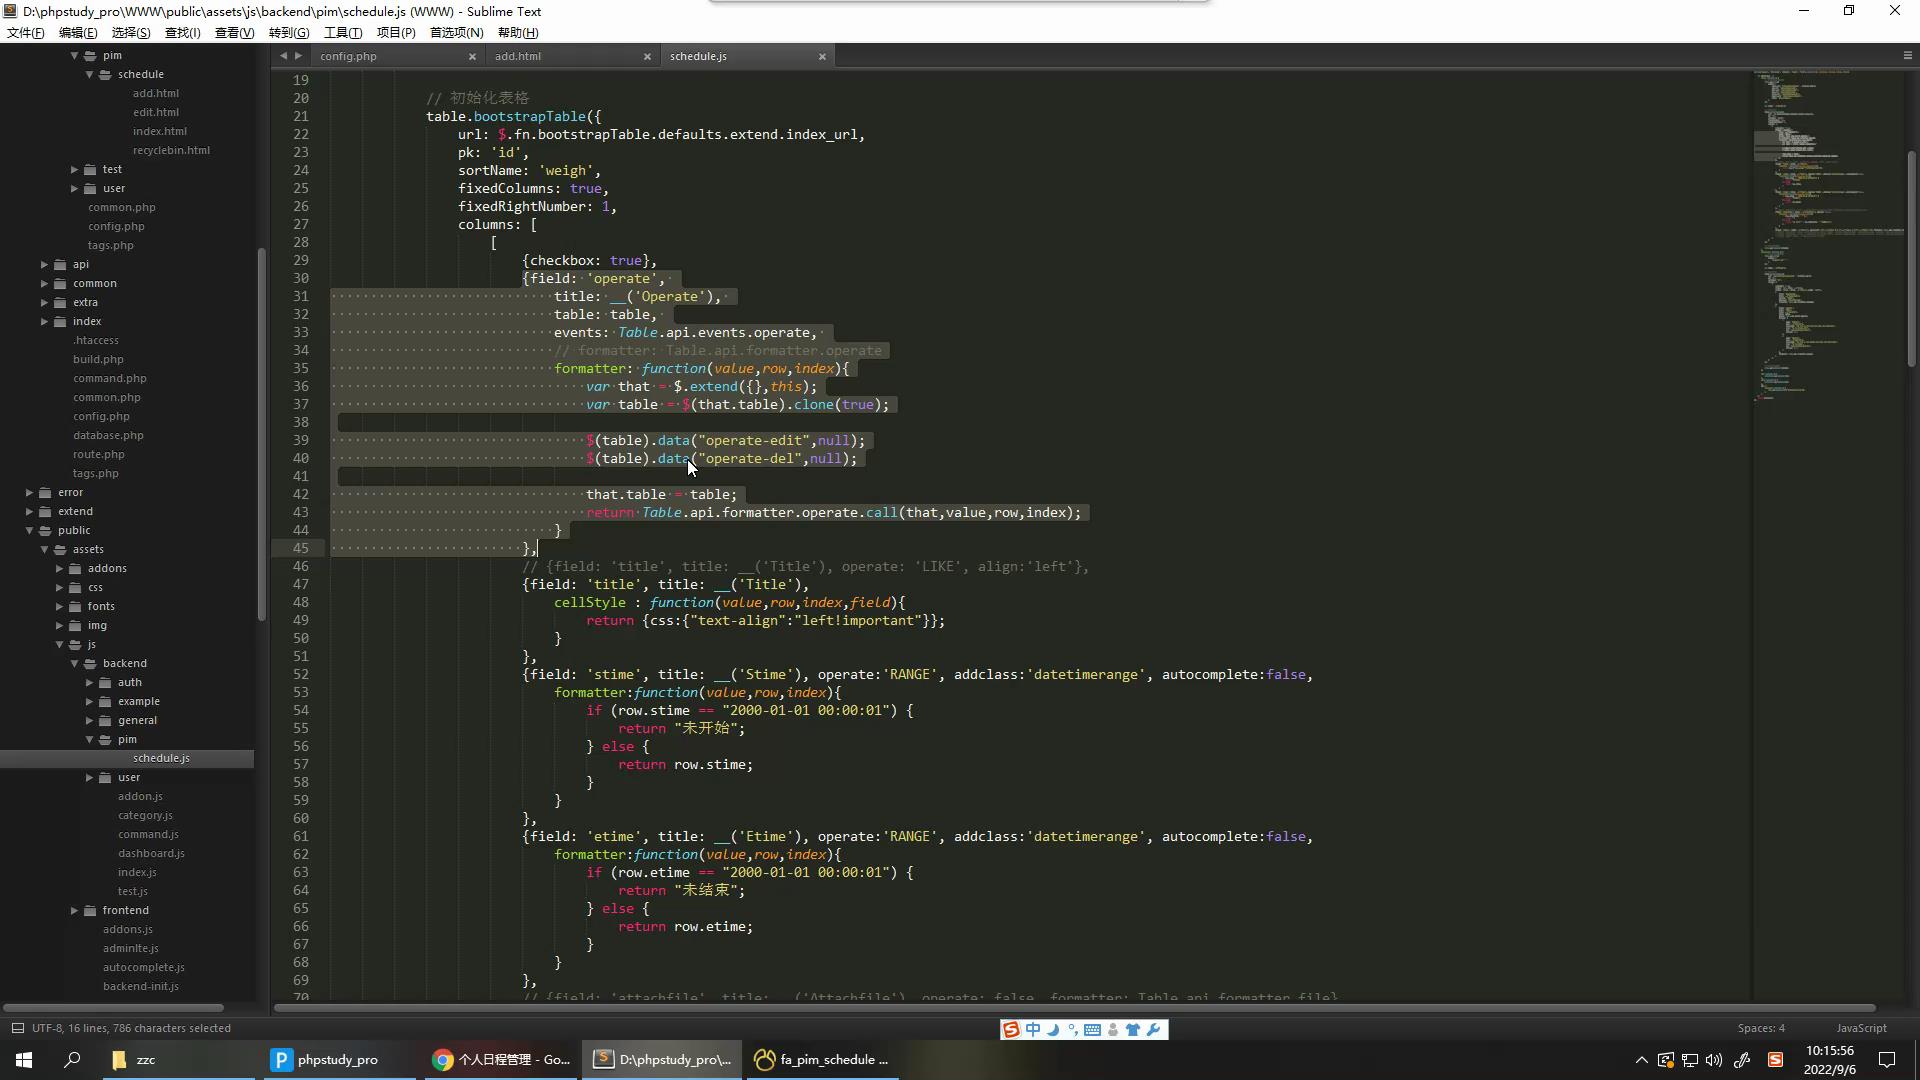 D:\phpstudy_pro\WWW\public\assets\js\backend\pim\schedule.js (WWW) - Sublime Text
文件(F) 编辑(E) 选择(S) 查找(I) 查看(V) 转到(G) 工具(T) 项目(P) 首选项(N) 帮助(H)
pim
schedule
add.html
edit.html
index.html
recyclebin.html
test
user
common.php
config.php
tags.php
api
common
extra
index
.htaccess
build.php
command.php
common.php
config.php
database.php
route.php
tags.php
error
extend
public
assets
addons
css
fonts
img
js
backend
auth
example
general
pim
schedule.js
user
addon.js
category.js
command.js
dashboard.js
index.js
test.js
frontend
addons.js
adminlte.js
autocomplete.js
backend-init.js
config.php add.html schedule.js
19
20 // 初始化表格
21 table.bootstrapTable({
22 url: $.fn.bootstrapTable.defaults.extend.index_url,
23 pk: 'id',
24 sortName: 'weigh',
25 fixedColumns: true,
26 fixedRightNumber: 1,
27 columns: [
28 [
29 {checkbox: true},
30 {field: 'operate',
31 title: __('Operate'),
32 table: table,
33 events: Table.api.events.operate,
34 // formatter: Table.api.formatter.operate
35 formatter: function(value,row,index){
36 var that = $.extend({},this);
37 var table = $(that.table).clone(true);
38
39 $(table).data("operate-edit",null);
40 $(table).data("operate-del",null);
41
42 that.table = table;
43 return Table.api.formatter.operate.call(that,value,row,index);
44 }
45 },
46 // {field: 'title', title: __('Title'), operate: 'LIKE', align:'left'},
47 {field: 'title', title: __('Title'),
48 cellStyle : function(value,row,index,field){
49 return {css:{"text-align":"left!important"}};
50 }
51 },
52 {field: 'stime', title: __('Stime'), operate:'RANGE', addclass:'datetimerange', autocomplete:false,
53 formatter:function(value,row,index){
54 if (row.stime == "2000-01-01 00:00:01") {
55 return "未开始";
56 } else {
57 return row.stime;
58 }
59 }
60 },
61 {field: 'etime', title: __('Etime'), operate:'RANGE', addclass:'datetimerange', autocomplete:false,
62 formatter:function(value,row,index){
63 if (row.etime == "2000-01-01 00:00:01") {
64 return "未结束";
65 } else {
66 return row.etime;
67 }
68 }
69 },
70 // {field: 'attachfile', title: __('Attachfile'), operate: false, formatter: Table.api.formatter.file}
UTF-8, 16 lines, 786 characters selected
中
Spaces: 4 JavaScript
zzc
phpstudy
个人日程管理 - Go...
D:\phpstudy_pro\...
fa_pim_schedule ...
10:15:56
2022/9/6